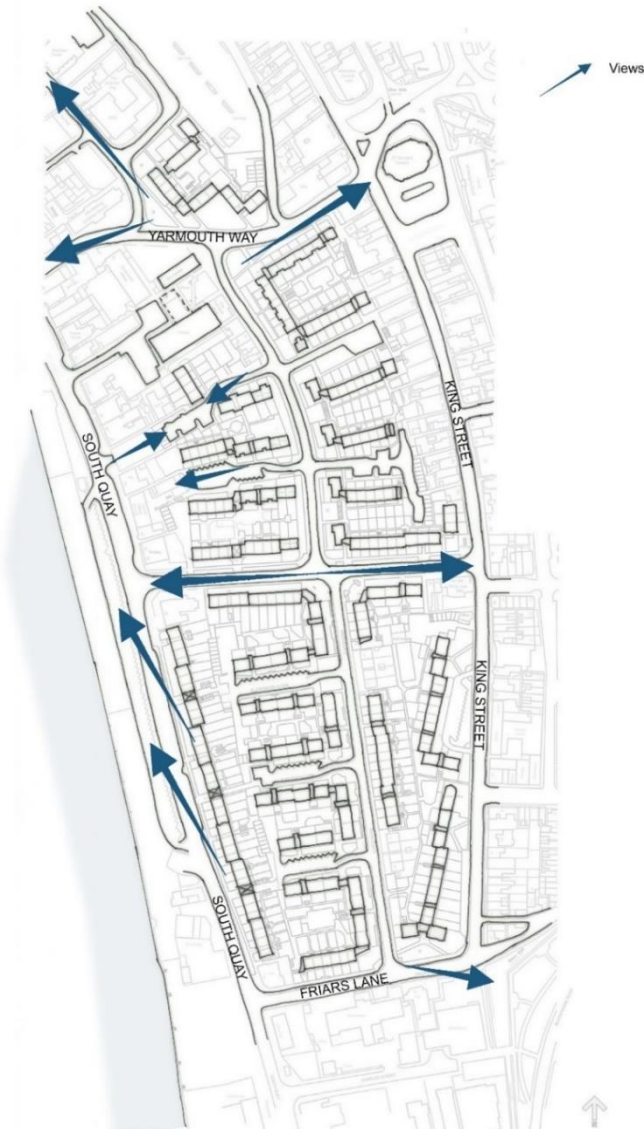 Views
YARMOUTH WAY
KING STREET
SOUTH QUAY
KING STREET
SOUTH QUAY
FRIARS LANE